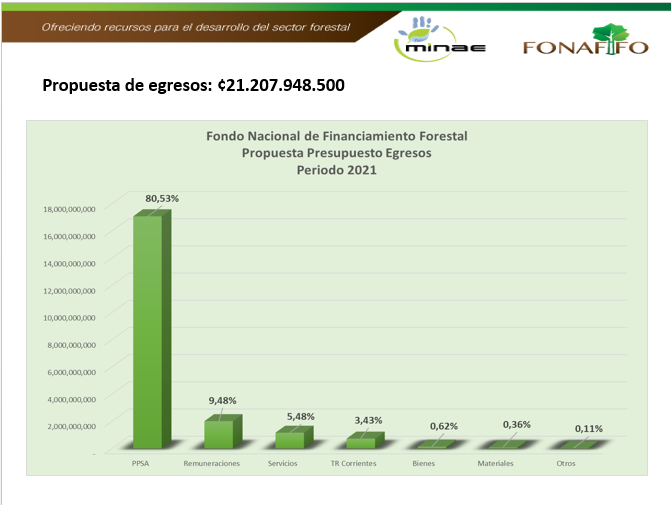 Ofreciendo recursos para el desarrollo del sector forestal
minae
FONAFIFO
Propuesta de egresos: ¢21.207.948.500
Fondo Nacional de Financiamiento Forestal
Propuesta Presupuesto Egresos
Periodo 2021
80,53%
18,000,000,000
16,000,000,000
14,000,000,000
12,000,000,000
10,000,000,000
8,000,000,000
6,000,000,000
4,000,000,000
2,000,000,000
-
9,48%
5,48%
3,43%
0,62%
0,36%
0,11%
PPSA
Remuneraciones
Servicios
TR Corrientes
Bienes
Materiales
Otros